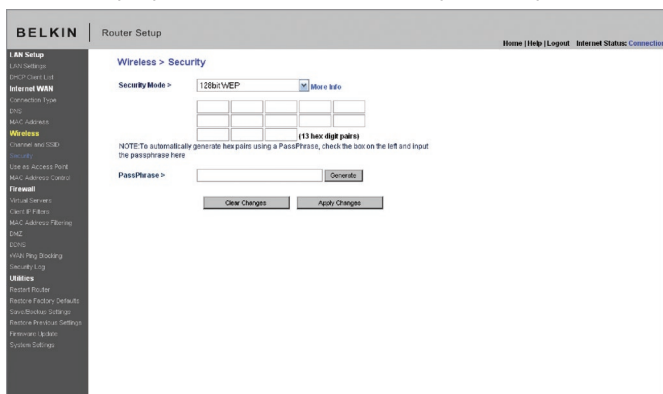 BELKIN
Router Setup
Home | Help | Logout Internet Status: Connection
LAN Setup
LAN Settings
DHCP Client List
Internet WAN
Connection Type
DNS
MAC Address
Wireless
Channel and SSID
Security
Use as Access Point
MAC Address Control
Firewall
Virtual Servers
Client IP Filters
MAC Address Filtering
DMZ
DDNS
WAN Ping Blocking
Security Log
Utilities
Restart Router
Restore Factory Defaults
Save/Backup Settings
Restore Previous Settings
Firmware Update
System Settings
Wireless > Security
Security Mode > 128bit WEP More Info
(13 hex digit pairs)
NOTE:To automatically generate hex pairs using a PassPhrase, check the box on the left and input
the passphrase here
PassPhrase > Generate
Clear Changes Apply Changes